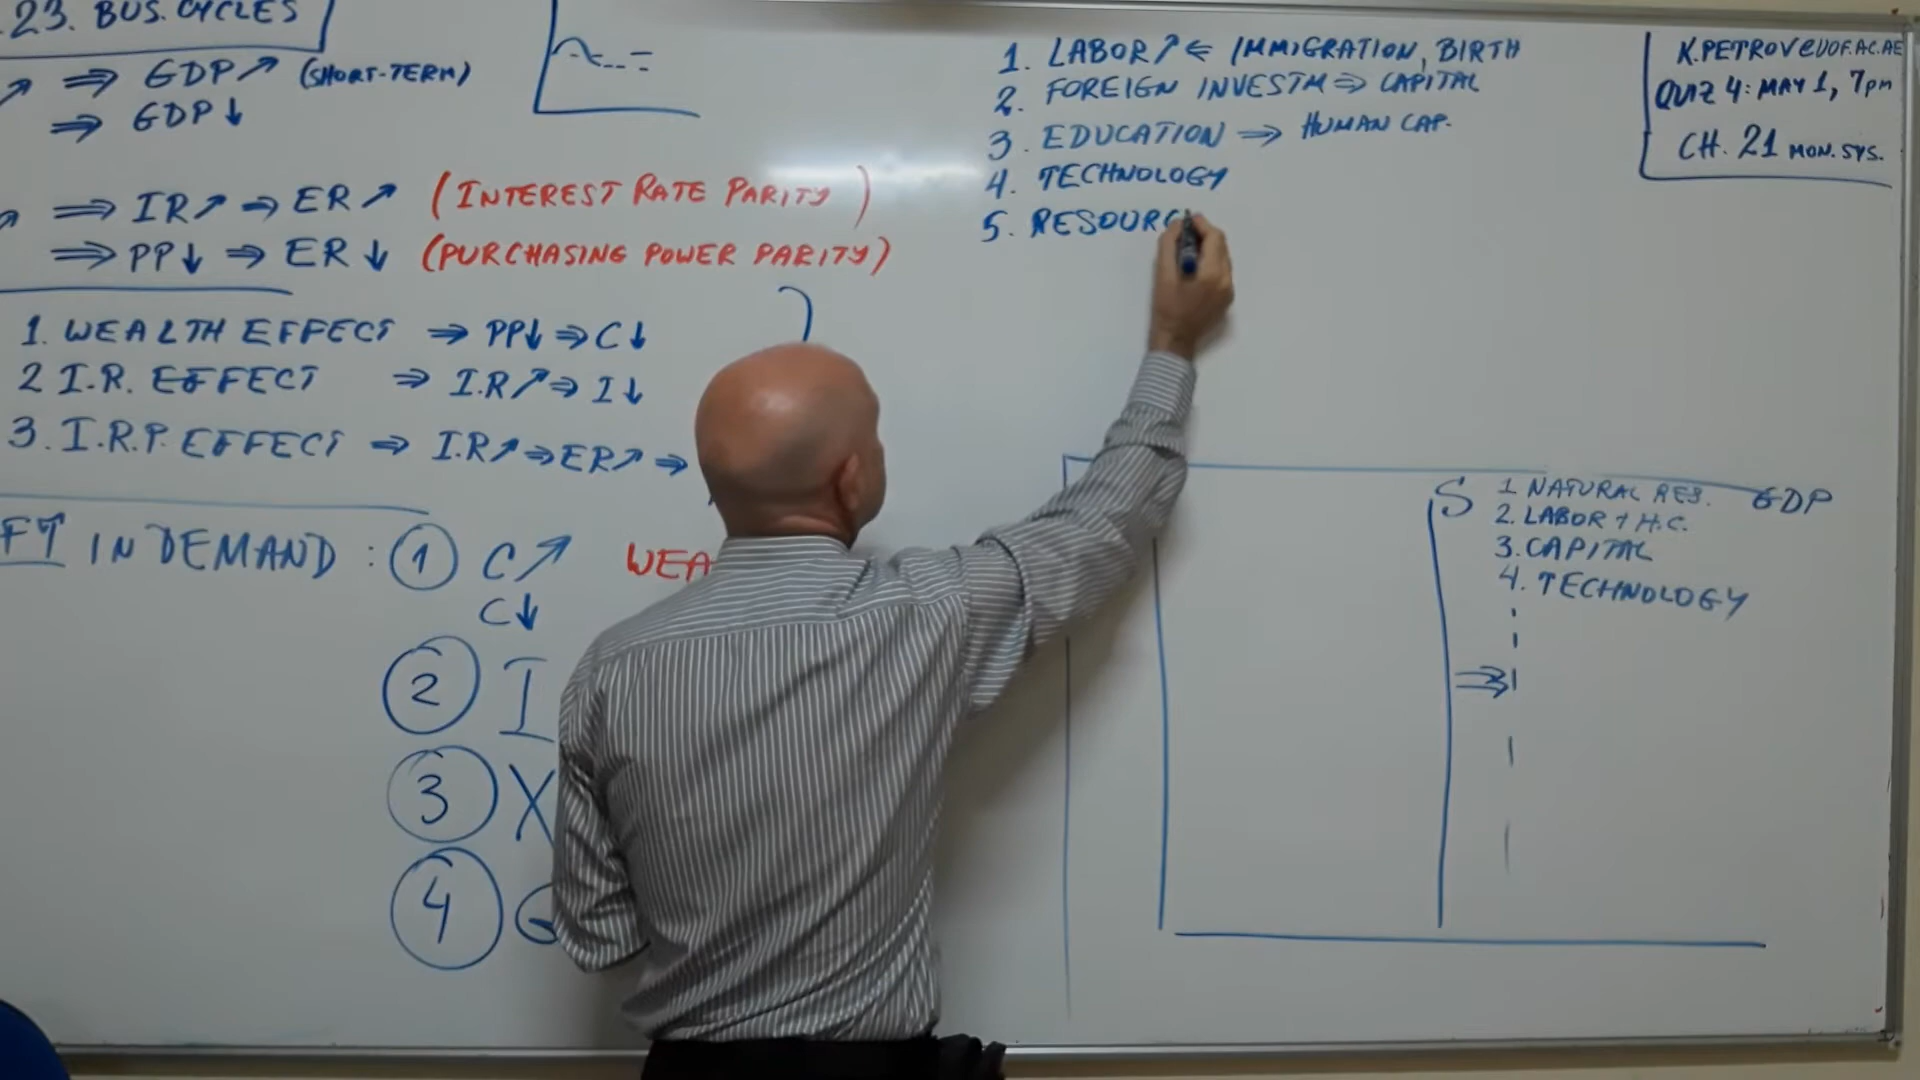 23. BUS. CYCLES
↗ ⇒ GDP↗ (SHORT-TERM)
⇒ GDP↓
↗ ⇒ IR↗ ⇒ ER↗ (INTEREST RATE PARITY)
⇒ PP↓ ⇒ ER↓ (PURCHASING POWER PARITY)
1. WEALTH EFFECT ⇒ PP↓ ⇒ C↓
2 I.R. EFFECT ⇒ I.R↗ ⇒ I↓
3. I.R.P. EFFECT ⇒ I.R↗ ⇒ ER↗ ⇒
FT IN DEMAND : 1 C↗ WEA
C↓
2 I
3 X
4
1. LABOR↗ ⇐ IMMIGRATION, BIRTH
2. FOREIGN INVESTM ⇒ CAPITAL
3. EDUCATION ⇒ HUMAN CAP.
4. TECHNOLOGY
5. RESOURC
K.PETROV@UOF.AC.AE
QUIZ 4: MAY 1, 7pm
CH. 21 MON. SYS.
S 1. NATURAL RES. GDP
2. LABOR + H.C.
3. CAPITAL
4. TECHNOLOGY
⇒